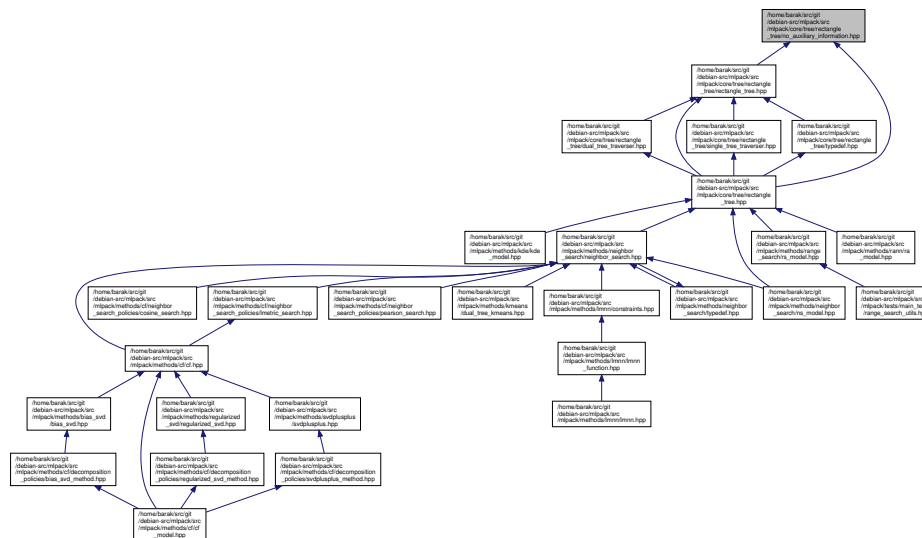 /home/barak/src/git
/debian-src/mlpack/src
/mlpack/core/tree/rectangle
_tree/no_auxiliary_information.hpp
/home/barak/src/git
/debian-src/mlpack/src
/mlpack/core/tree/rectangle
_tree/rectangle_tree.hpp
/home/barak/src/git
/debian-src/mlpack/src
/mlpack/core/tree/rectangle
_tree/dual_tree_traverser.hpp
/home/barak/src/git
/debian-src/mlpack/src
/mlpack/core/tree/rectangle
_tree/single_tree_traverser.hpp
/home/barak/src/git
/debian-src/mlpack/src
/mlpack/core/tree/rectangle
_tree/typedef.hpp
/home/barak/src/git
/debian-src/mlpack/src
/mlpack/core/tree/rectangle
_tree.hpp
/home/barak/src/git
/debian-src/mlpack/src
/mlpack/methods/kde/kde
_model.hpp
/home/barak/src/git
/debian-src/mlpack/src
/mlpack/methods/neighbor
_search/neighbor_search.hpp
/home/barak/src/git
/debian-src/mlpack/src
/mlpack/methods/range
_search/rs_model.hpp
/home/barak/src/git
/debian-src/mlpack/src
/mlpack/methods/rann/ra
_model.hpp
/home/barak/src/git
/debian-src/mlpack/src
/mlpack/methods/cf/neighbor
_search_policies/cosine_search.hpp
/home/barak/src/git
/debian-src/mlpack/src
/mlpack/methods/cf/neighbor
_search_policies/lmetric_search.hpp
/home/barak/src/git
/debian-src/mlpack/src
/mlpack/methods/cf/neighbor
_search_policies/pearson_search.hpp
/home/barak/src/git
/debian-src/mlpack/src
/mlpack/methods/kmeans
/dual_tree_kmeans.hpp
/home/barak/src/git
/debian-src/mlpack/src
/mlpack/methods/lmnn/constraints.hpp
/home/barak/src/git
/debian-src/mlpack/src
/mlpack/methods/neighbor
_search/typedef.hpp
/home/barak/src/git
/debian-src/mlpack/src
/mlpack/methods/neighbor
_search/ns_model.hpp
/home/barak/src/git
/debian-src/mlpack/src
/mlpack/tests/main_te
/range_search_utils.h
/home/barak/src/git
/debian-src/mlpack/src
/mlpack/methods/cf/cf.hpp
/home/barak/src/git
/debian-src/mlpack/src
/mlpack/methods/lmnn/lmnn
_function.hpp
/home/barak/src/git
/debian-src/mlpack/src
/mlpack/methods/bias_svd
/bias_svd.hpp
/home/barak/src/git
/debian-src/mlpack/src
/mlpack/methods/regularized
_svd/regularized_svd.hpp
/home/barak/src/git
/debian-src/mlpack/src
/mlpack/methods/svdplusplus
/svdplusplus.hpp
/home/barak/src/git
/debian-src/mlpack/src
/mlpack/methods/lmnn/lmnn.hpp
/home/barak/src/git
/debian-src/mlpack/src
/mlpack/methods/cf/decomposition
_policies/bias_svd_method.hpp
/home/barak/src/git
/debian-src/mlpack/src
/mlpack/methods/cf/decomposition
_policies/regularized_svd_method.hpp
/home/barak/src/git
/debian-src/mlpack/src
/mlpack/methods/cf/decomposition
_policies/svdplusplus_method.hpp
/home/barak/src/git
/debian-src/mlpack/src
/mlpack/methods/cf/cf
_model.hpp